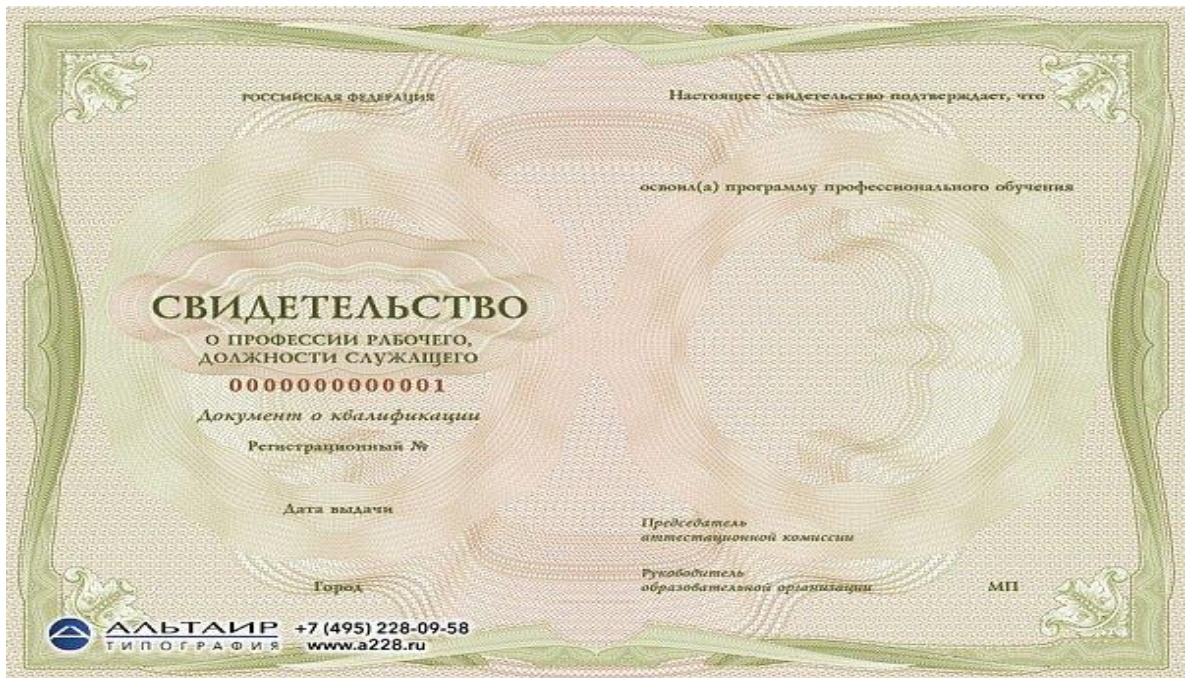 РОССИЙСКАЯ ФЕДЕРАЦИЯ
СВИДЕТЕЛЬСТВО
О ПРОФЕССИИ РАБОЧЕГО,
ДОЛЖНОСТИ СЛУЖАЩЕГО
0000000000001
Документ о квалификации
Регистрационный №
Дата выдачи
Город
АЛЬТАИР
ТИПОГРАФИЯ
+7 (495) 228-09-58
www.a228.ru
Настоящее свидетельство подтверждает, что
освоил(а) программу профессионального обучения
Председатель
аттестационной комиссии
Руководитель
образовательной организации
МП